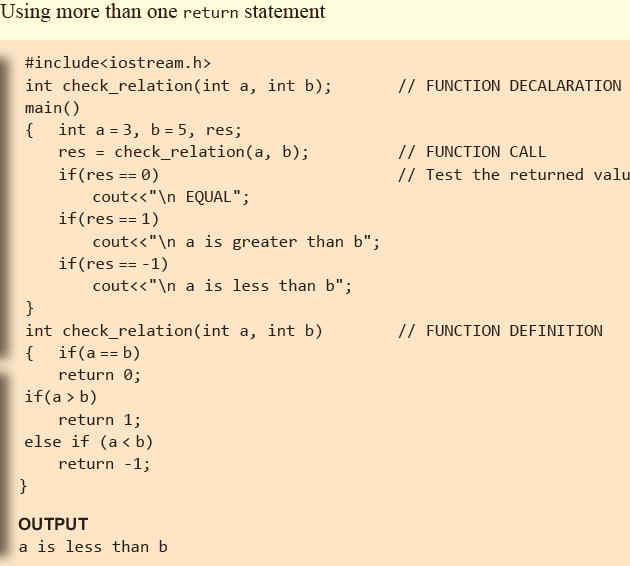 Using more than one return statement
#include<iostream.h>
int check_relation(int a, int b); // FUNCTION DECALARATION
main()
{ int a = 3, b = 5, res;
res = check_relation(a, b); // FUNCTION CALL
if(res == 0) // Test the returned valu
cout<<"\n EQUAL";
if(res == 1)
cout<<"\n a is greater than b";
if(res == -1)
cout<<"\n a is less than b";
}
int check_relation(int a, int b) // FUNCTION DEFINITION
{ if(a == b)
return 0;
if(a > b)
return 1;
else if (a < b)
return -1;
}
OUTPUT
a is less than b